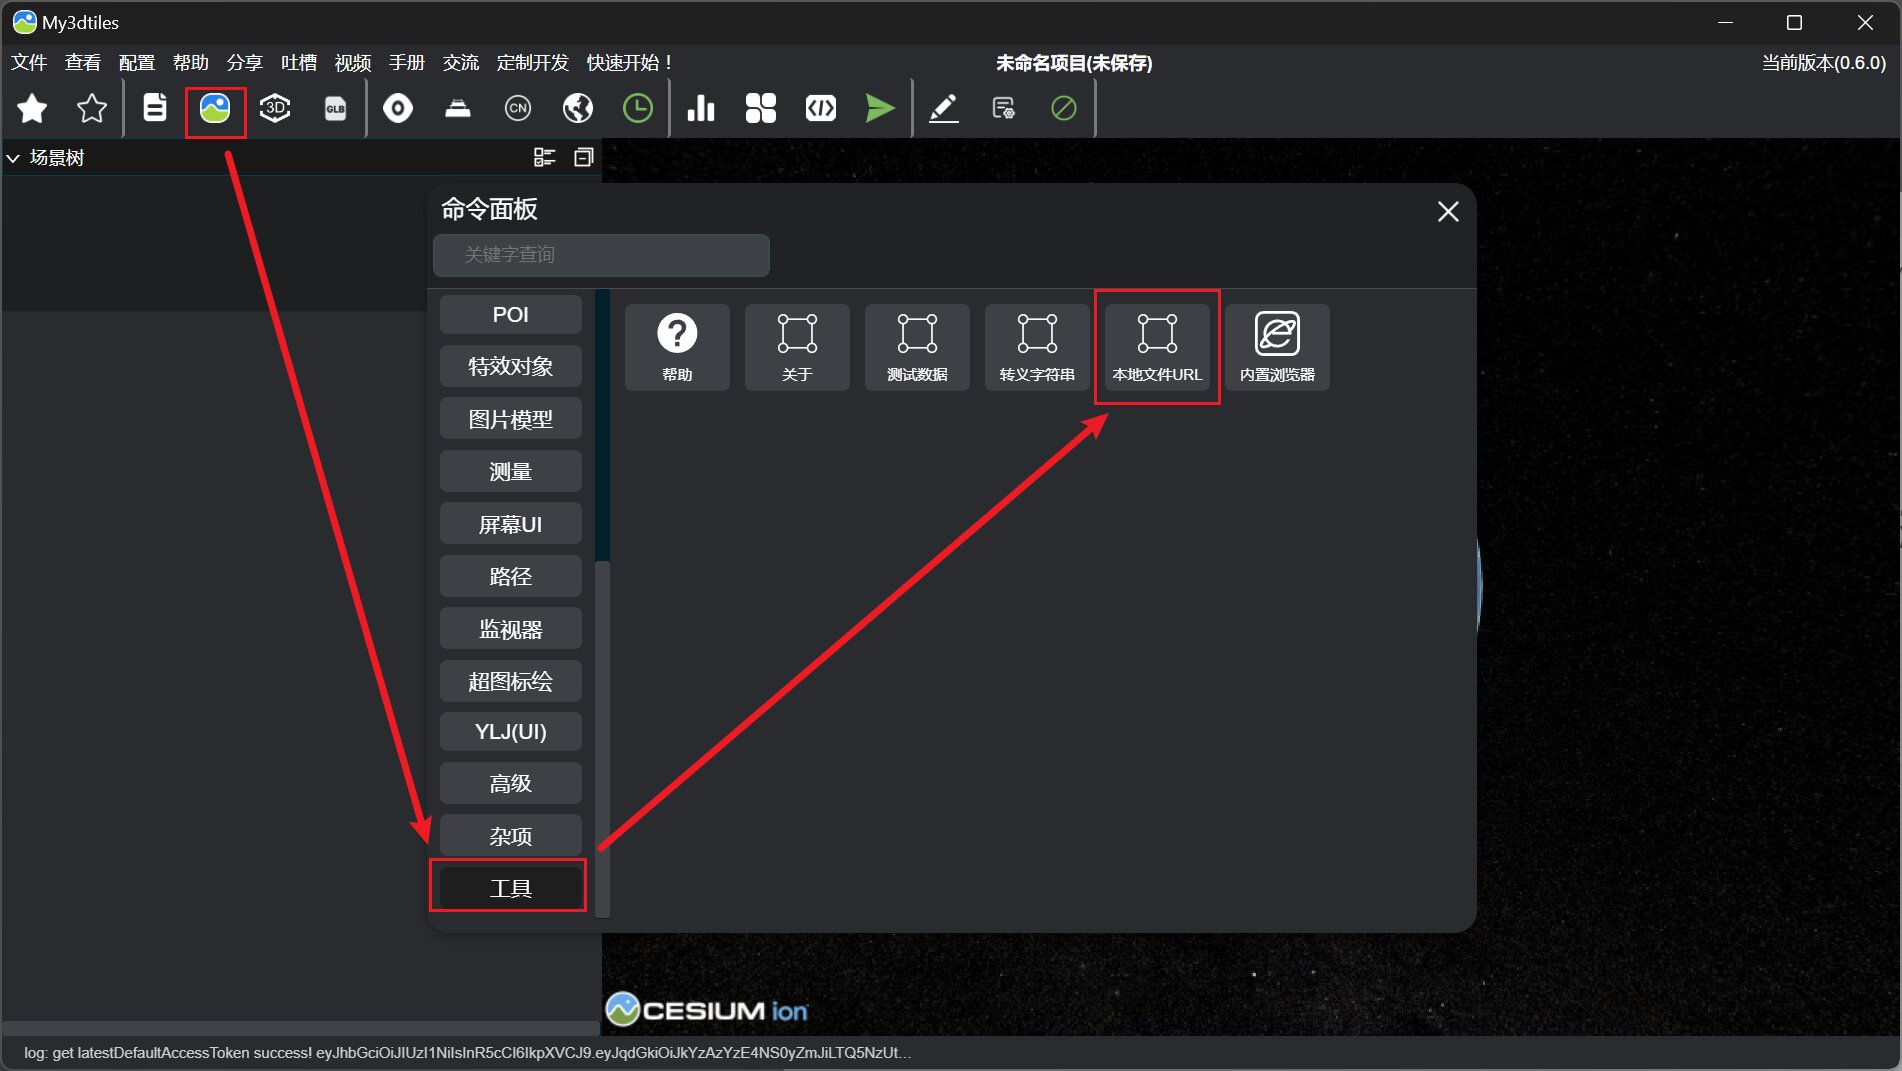 My3dtiles
文件 查看 配置 帮助 分享 吐槽 视频 手册 交流 定制开发 快速开始！ 未命名项目(未保存) 当前版本(0.6.0)
3D GLB CN
场景树
命令面板
关键字查询
POI
特效对象
图片模型
测量
屏幕UI
路径
监视器
超图标绘
YLJ(UI)
高级
杂项
工具
帮助 关于 测试数据 转义字符串 本地文件URL 内置浏览器
CESIUM ion
log: get latestDefaultAccessToken success!